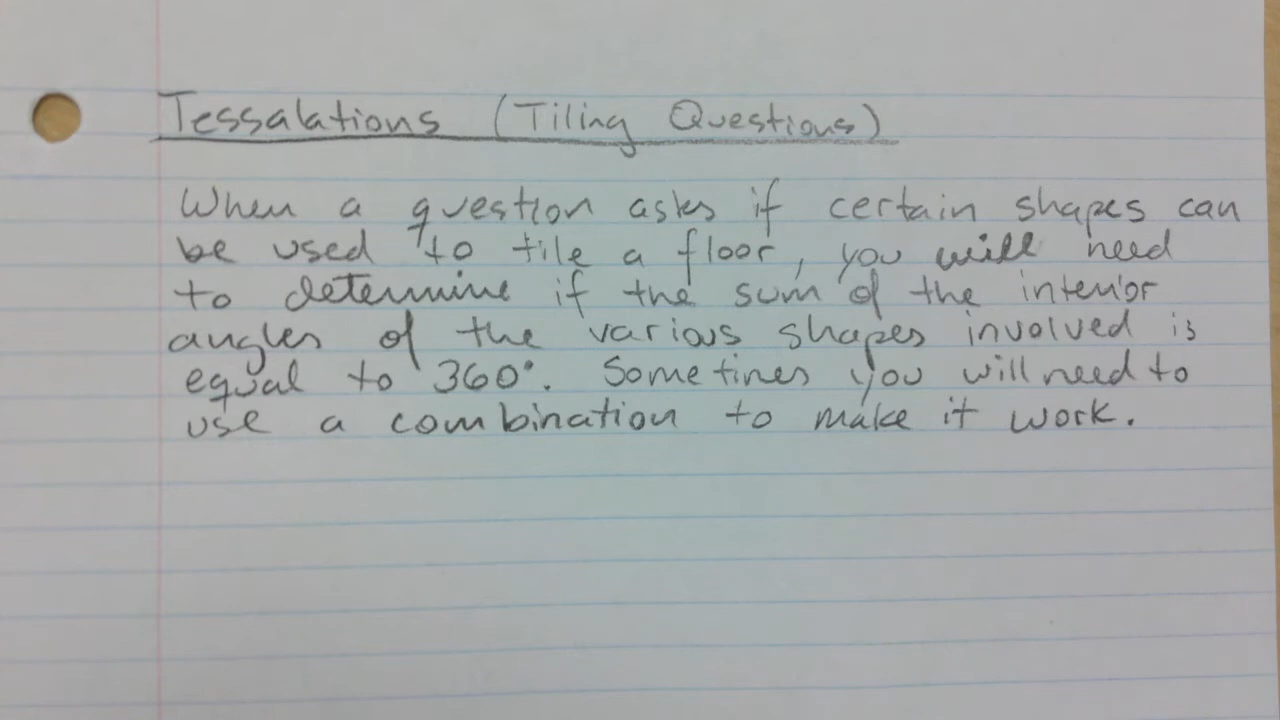 Tessalations (Tiling Questions)
When a question asks if certain shapes can
be used to tile a floor, you will need
to determine if the sum of the interior
angles of the various shapes involved is
equal to 360°. Sometimes you will need to
use a combination to make it work.